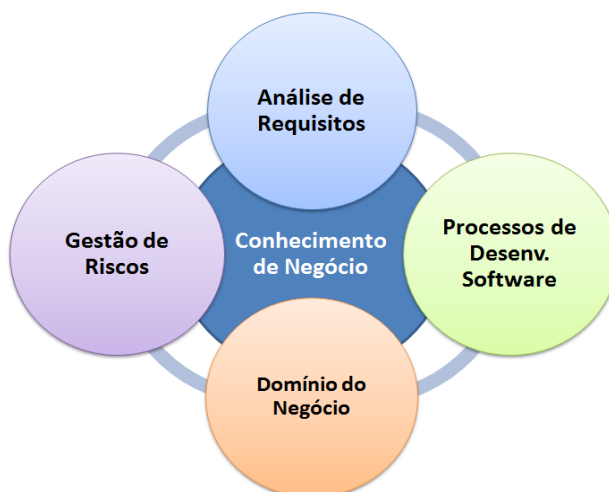 Análise de
Requisitos
Gestão de
Riscos
Conhecimento
de Negócio
Processos de
Desenv.
Software
Domínio do
Negócio